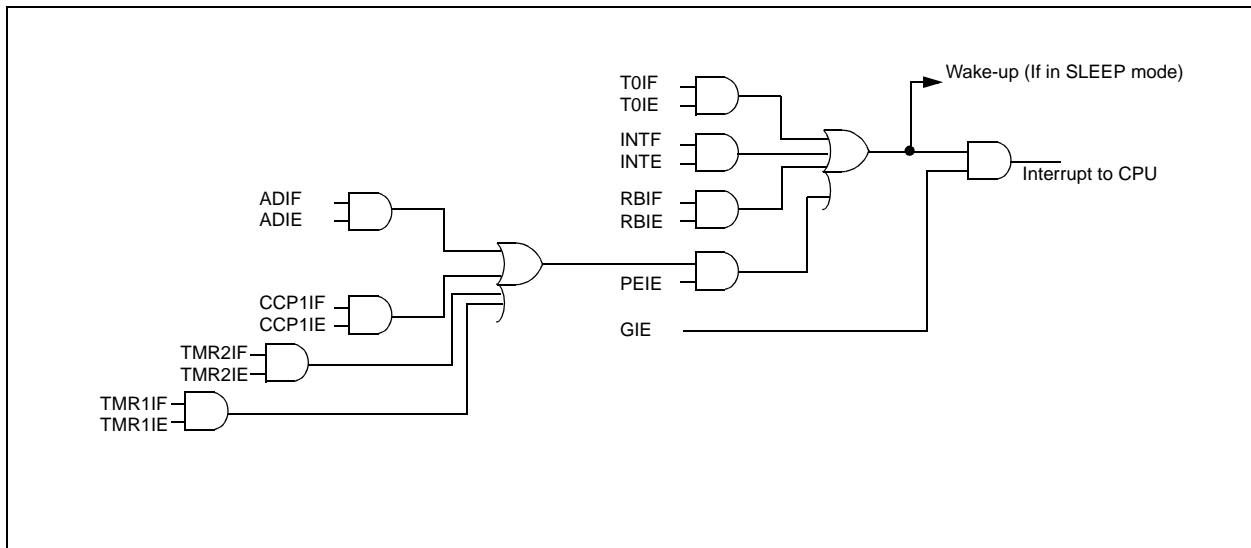 Wake-up (If in SLEEP mode)
T0IF
T0IE
INTF
INTE
Interrupt to CPU
RBIF
RBIE
ADIF
ADIE
PEIE
CCP1IF
CCP1IE
GIE
TMR2IF
TMR2IE
TMR1IF
TMR1IE